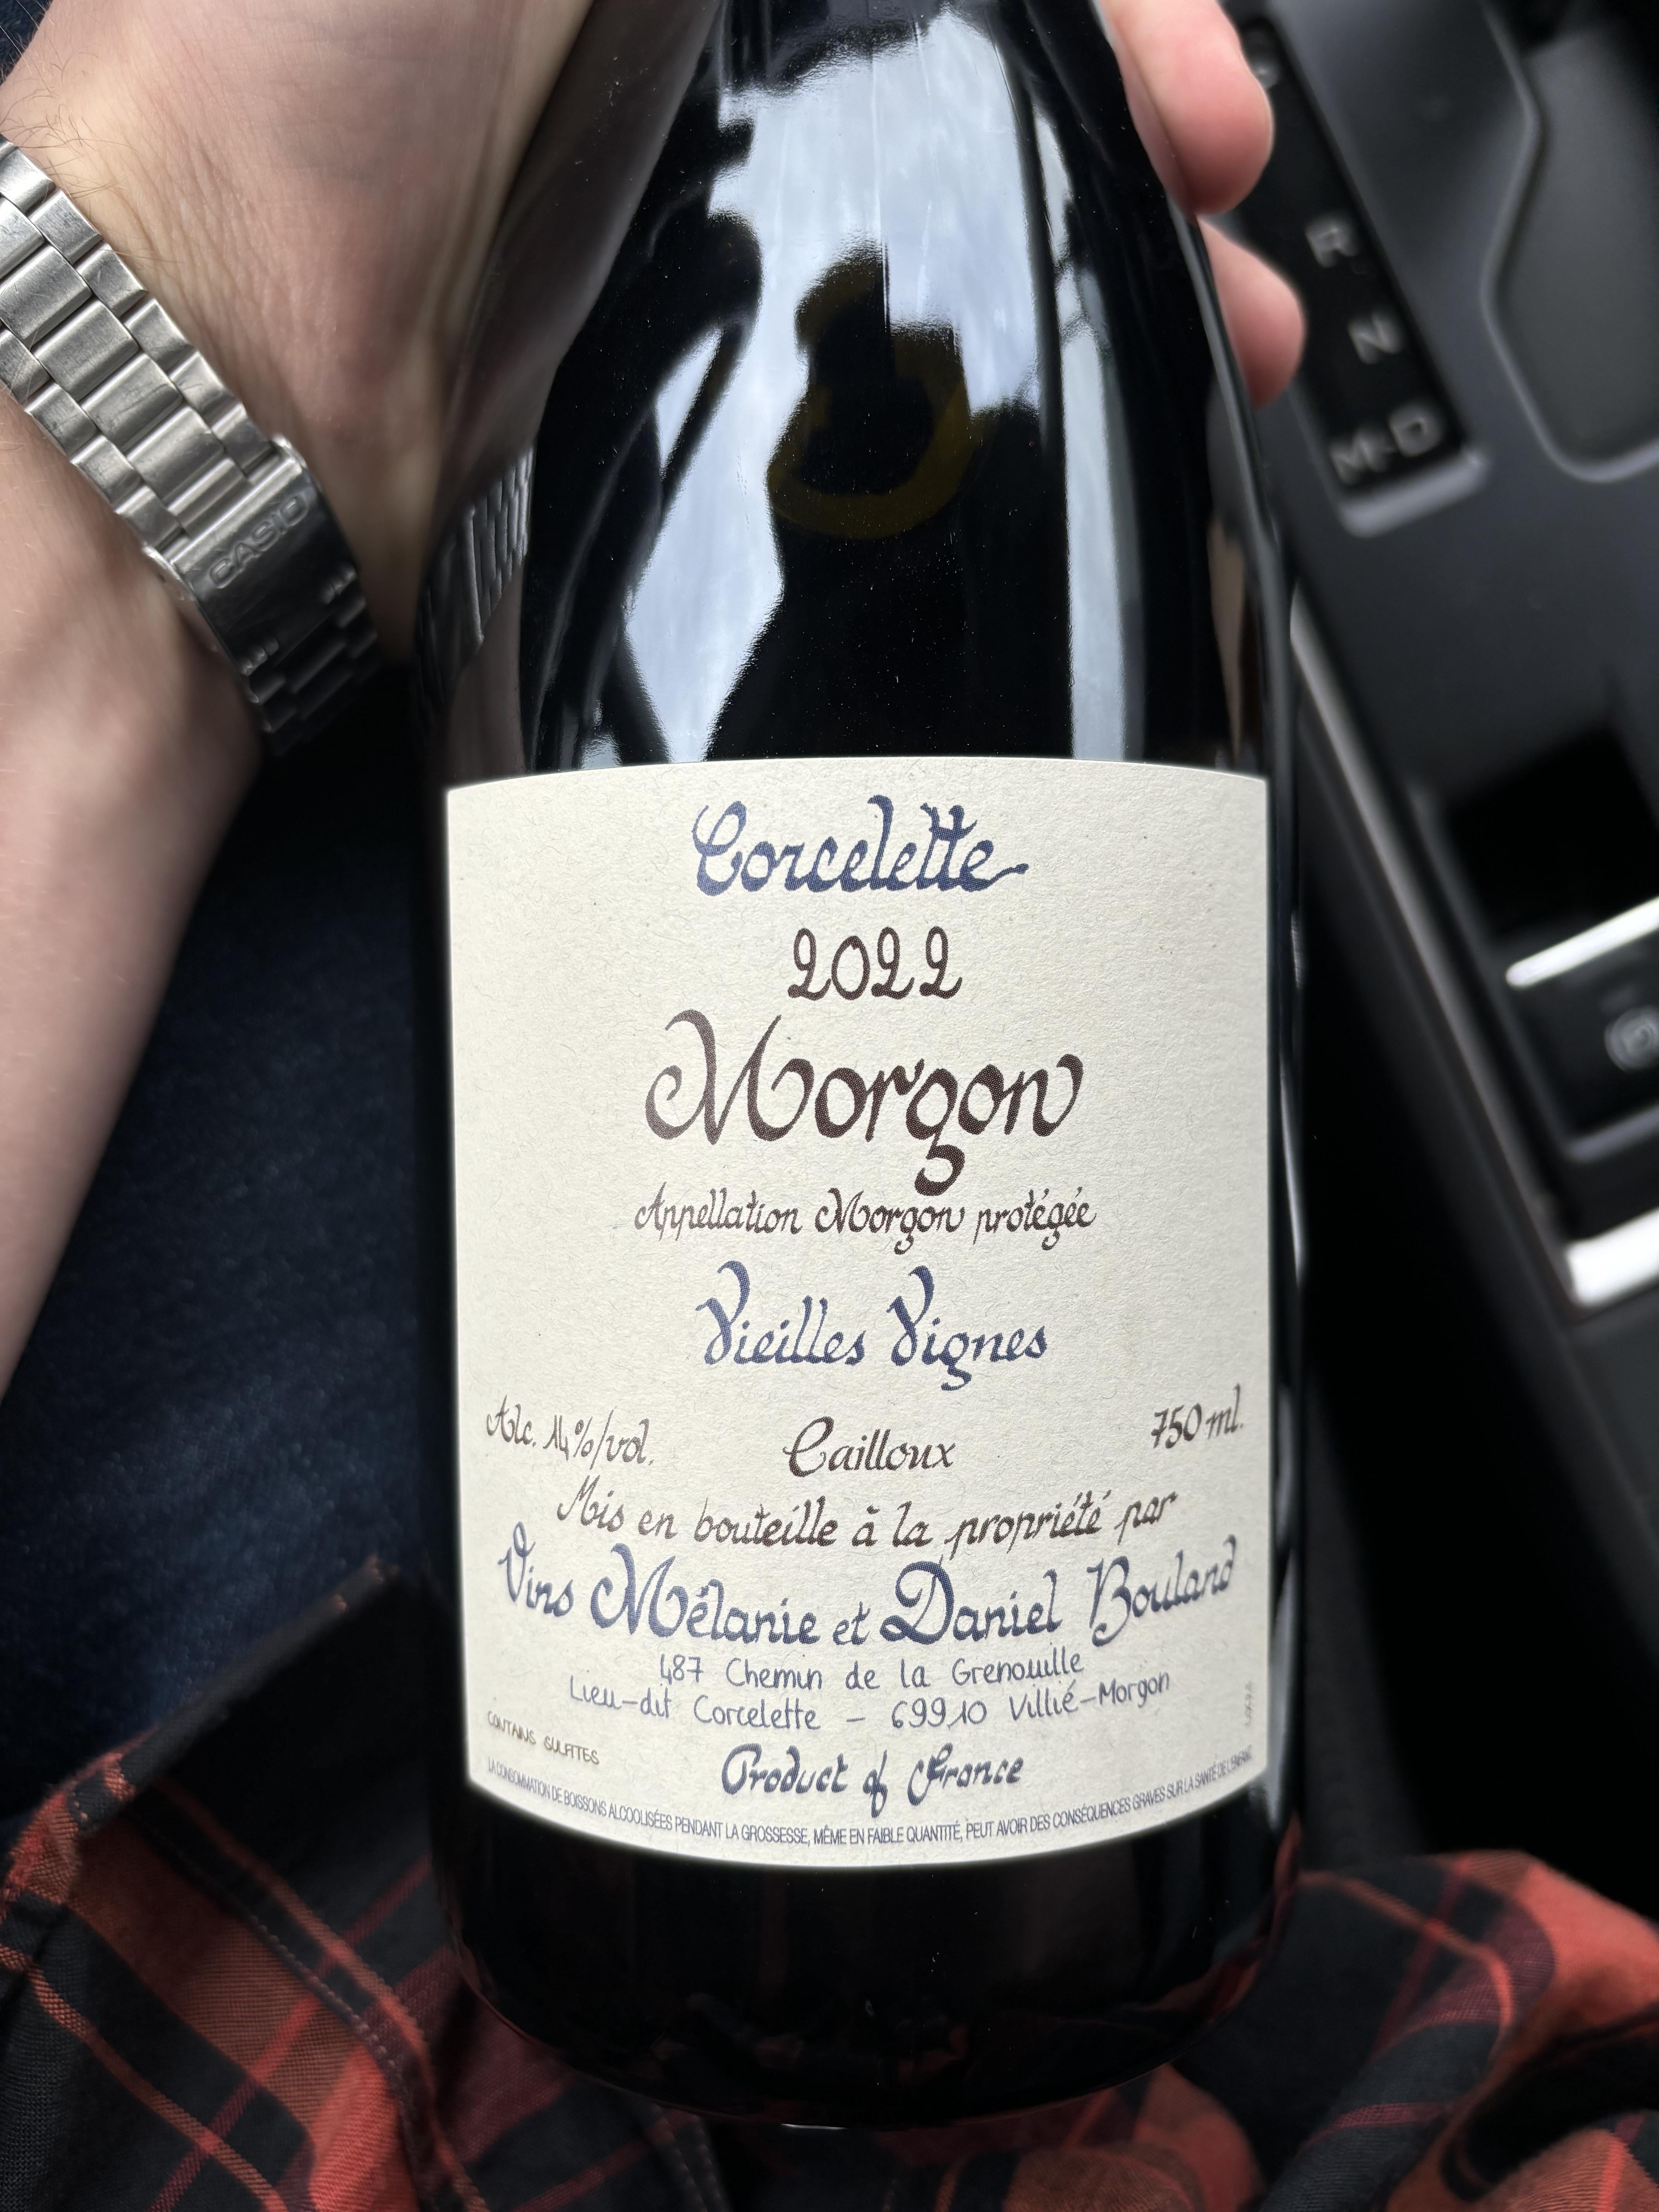 CASIO
R
N
M-D
Corcelette
2022
Morgon
Appellation Morgon protégée
Vieilles Vignes
Alc. 14%/vol. Cailloux 750 ml.
Mis en bouteille à la propriété par
Vins Mélanie et Daniel Bouland
487 Chemin de la Grenouille
Lieu-dit Corcelette - 69910 Villié-Morgon
CONTAINS SULFITES
Product of France
LA CONSOMMATION DE BOISSONS ALCOOLISÉES PENDANT LA GROSSESSE, MÊME EN FAIBLE QUANTITÉ, PEUT AVOIR DES CONSÉQUENCES GRAVES SUR LA SANTÉ DE L'ENFANT.